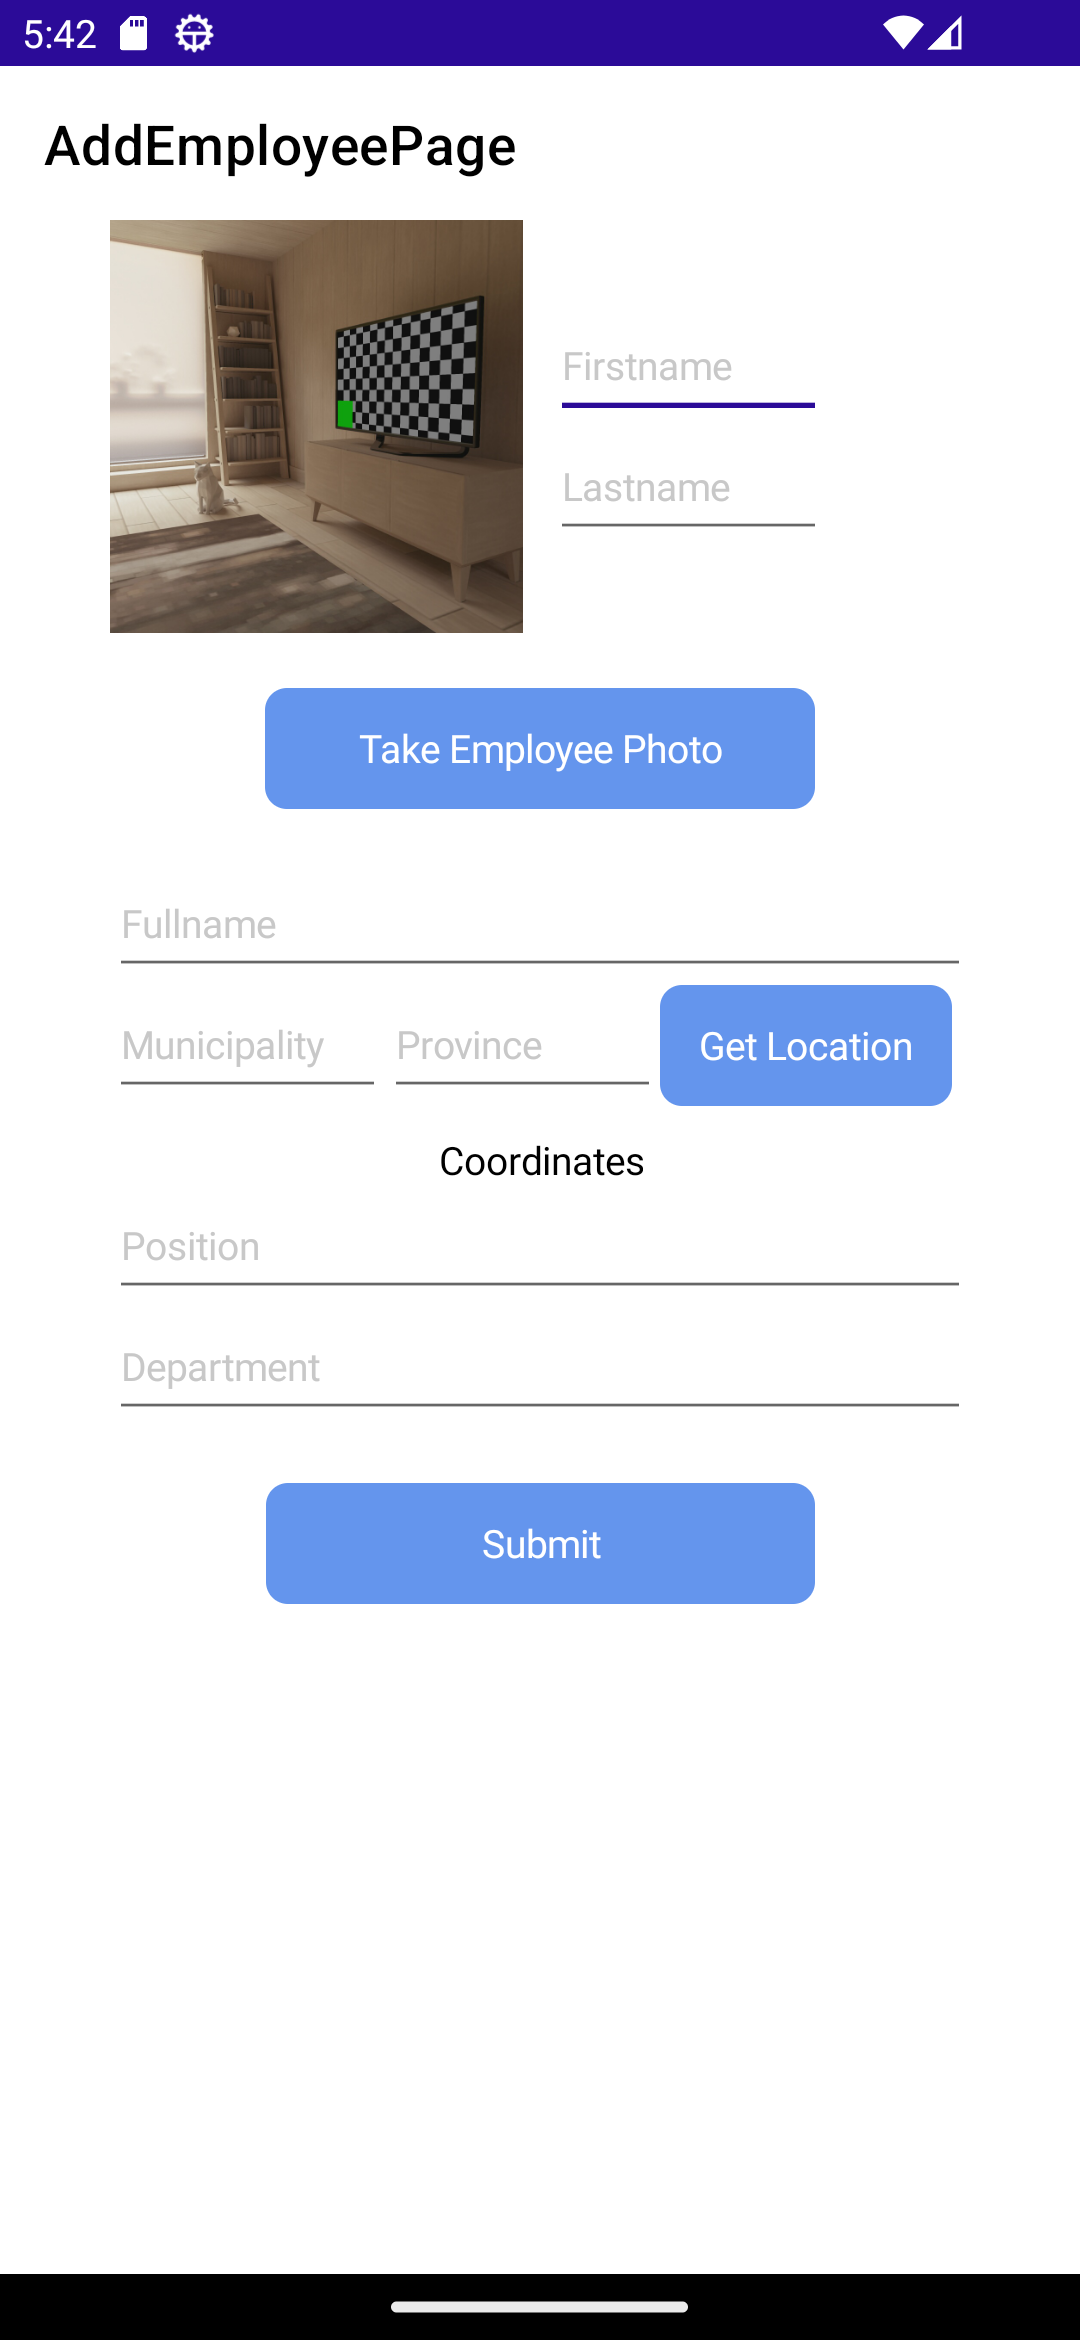 5:42
AddEmployeePage
Firstname
Lastname
Take Employee Photo
Fullname
Municipality Province Get Location
Coordinates
Position
Department
Submit